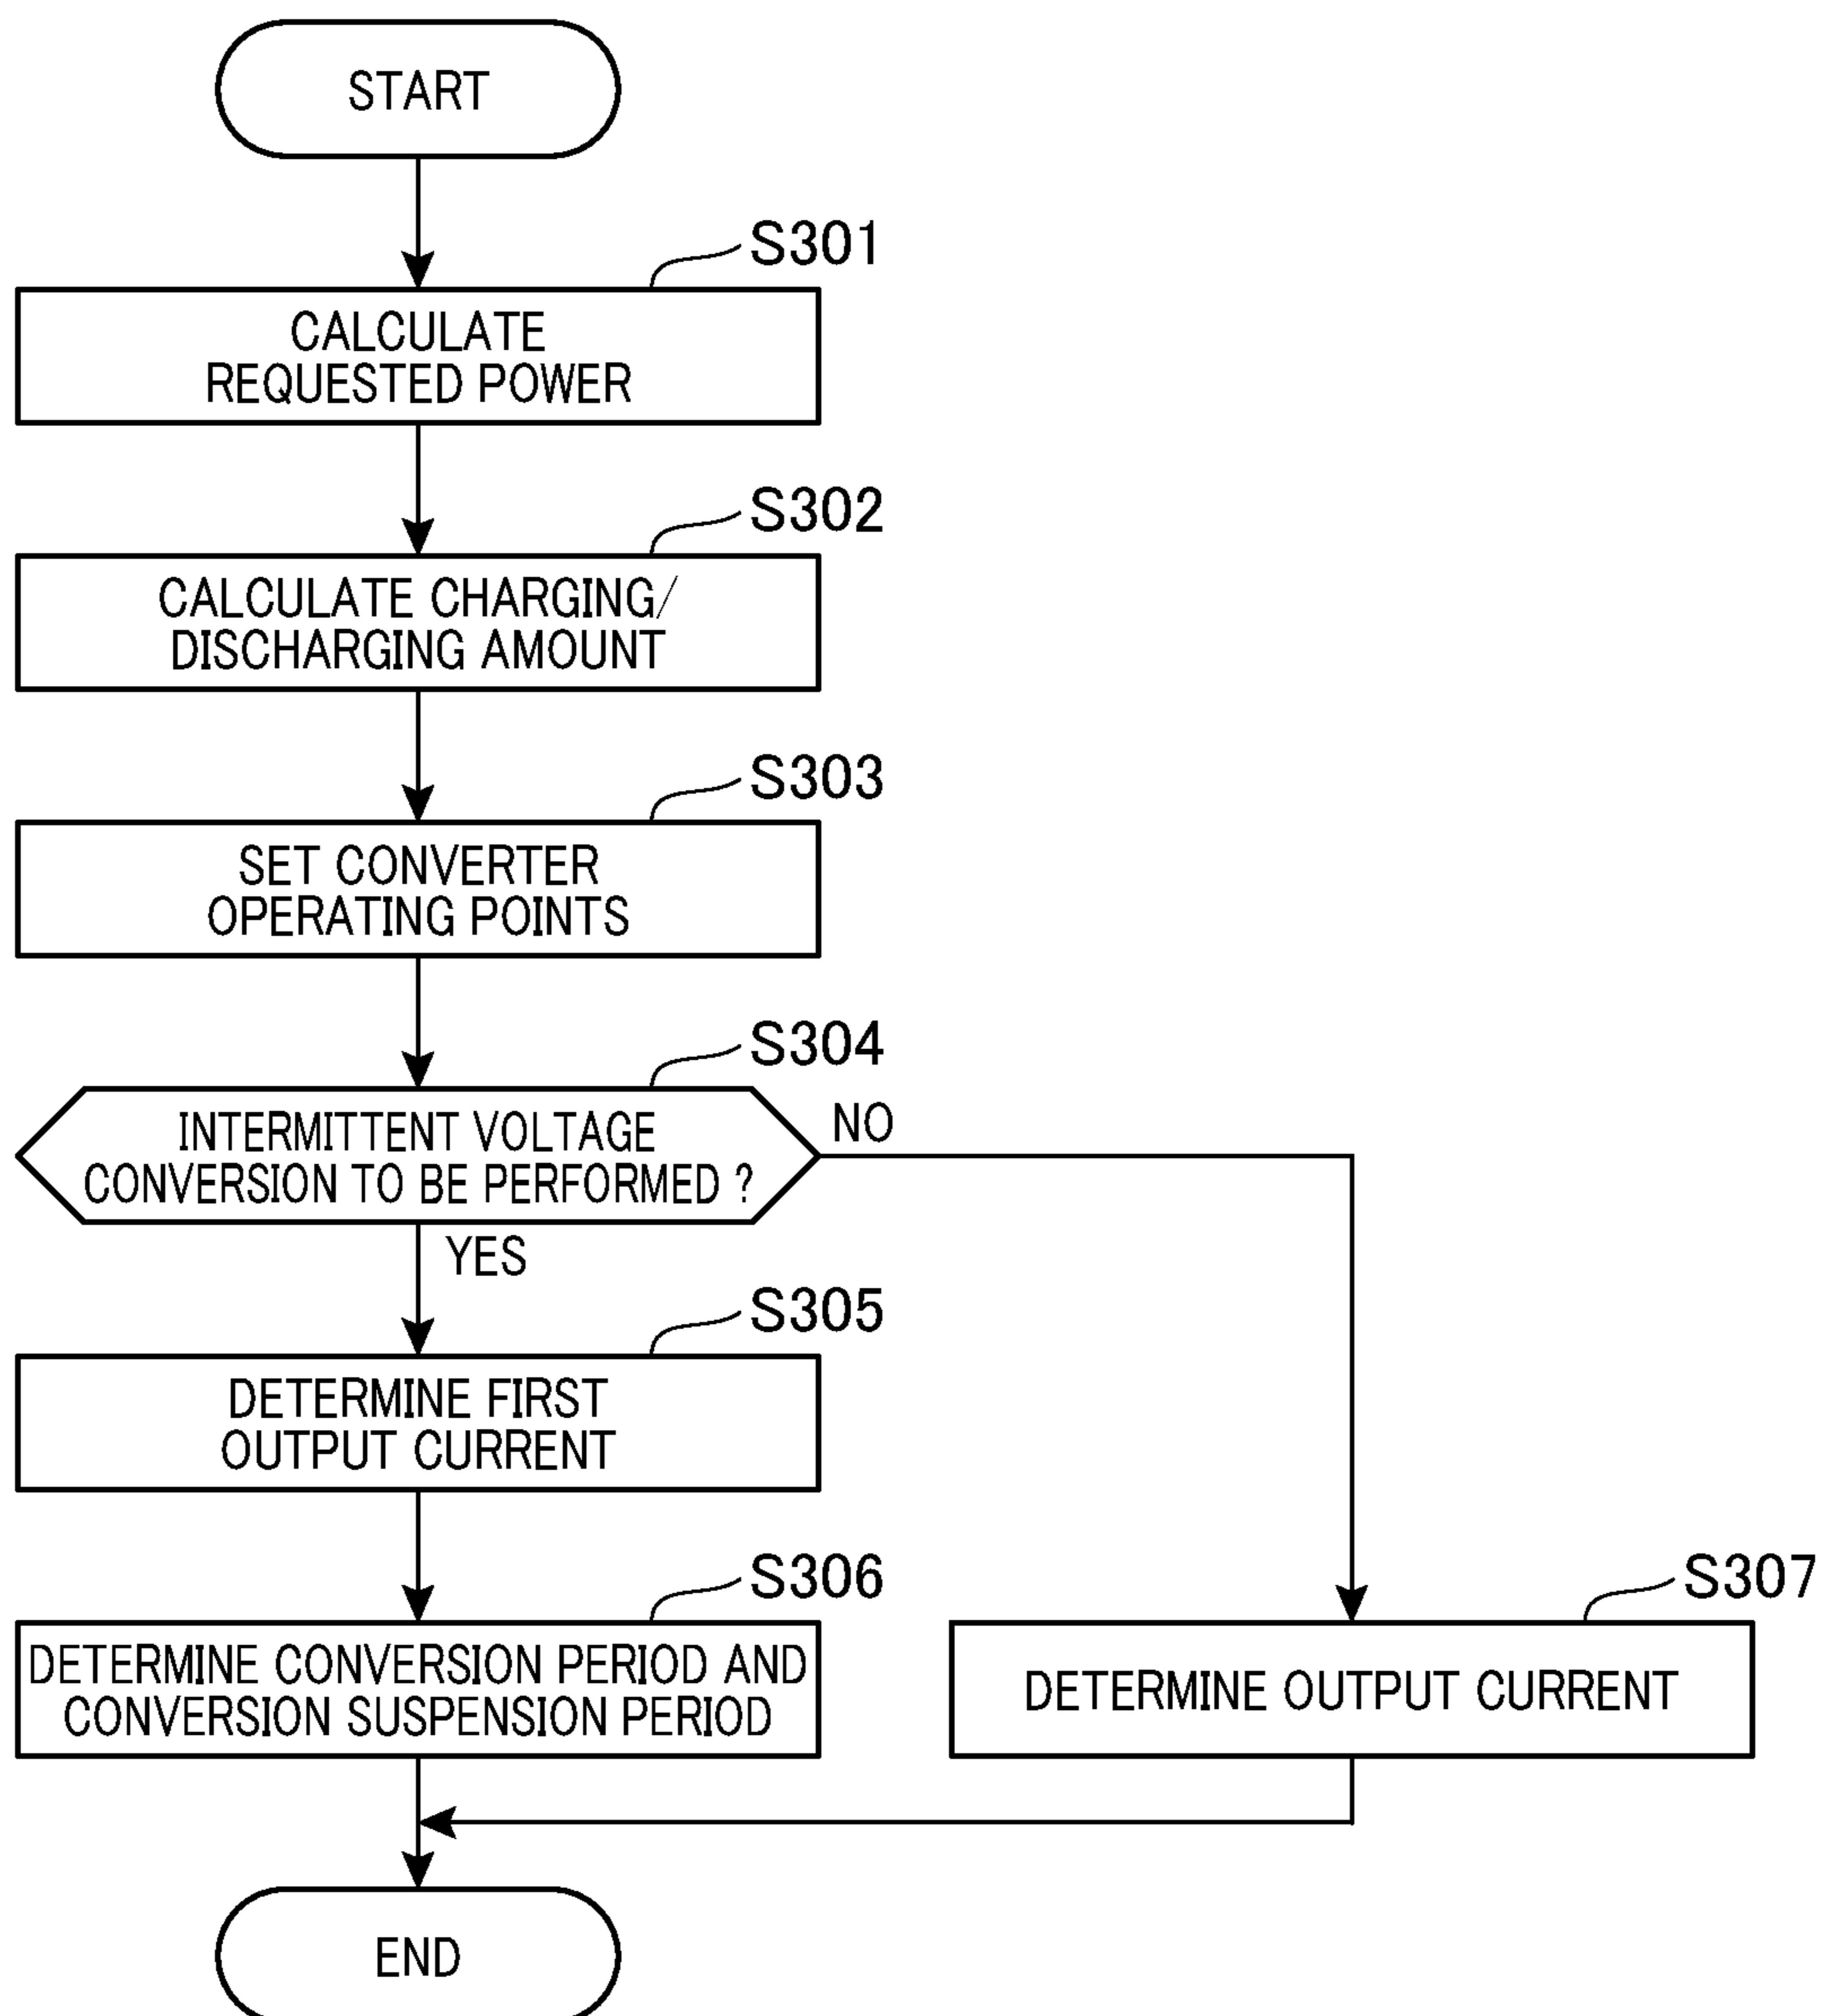 START
S301
CALCULATE
REQUESTED POWER
S302
CALCULATE CHARGING/
DISCHARGING AMOUNT
S303
SET CONVERTER
OPERATING POINTS
S304
INTERMITTENT VOLTAGE
CONVERSION TO BE PERFORMED ?
NO
YES
S305
DETERMINE FIRST
OUTPUT CURRENT
S306
DETERMINE CONVERSION PERIOD AND
CONVERSION SUSPENSION PERIOD
S307
DETERMINE OUTPUT CURRENT
END